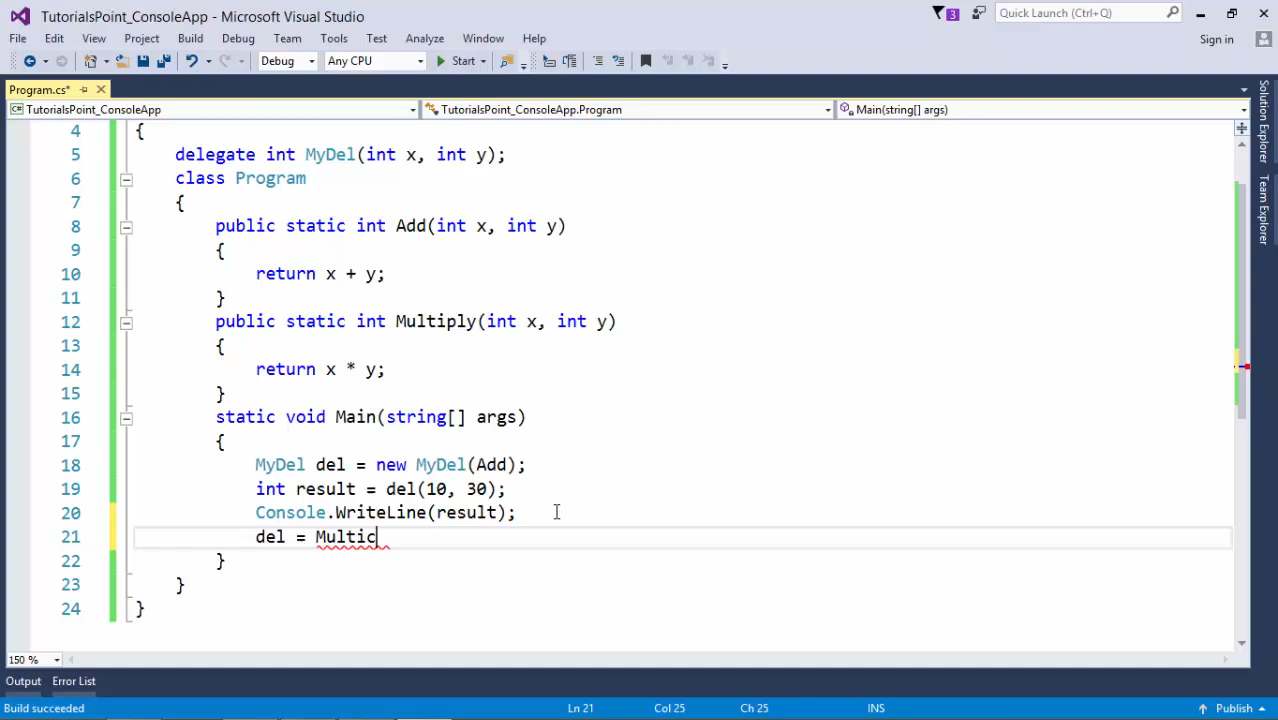 TutorialsPoint_ConsoleApp - Microsoft Visual Studio
3
Quick Launch (Ctrl+Q)
File Edit View Project Build Debug Team Tools Test Analyze Window Help
Sign in
Debug Any CPU Start
Program.cs*
TutorialsPoint_ConsoleApp TutorialsPoint_ConsoleApp.Program Main(string[] args)
4 {
5 delegate int MyDel(int x, int y);
6 class Program
7 {
8 public static int Add(int x, int y)
9 {
10 return x + y;
11 }
12 public static int Multiply(int x, int y)
13 {
14 return x * y;
15 }
16 static void Main(string[] args)
17 {
18 MyDel del = new MyDel(Add);
19 int result = del(10, 30);
20 Console.WriteLine(result);
21 del = Multic
22 }
23 }
24 }
Solution Explorer
Team Explorer
150 %
Output Error List
Build succeeded Ln 21 Col 25 Ch 25 INS Publish